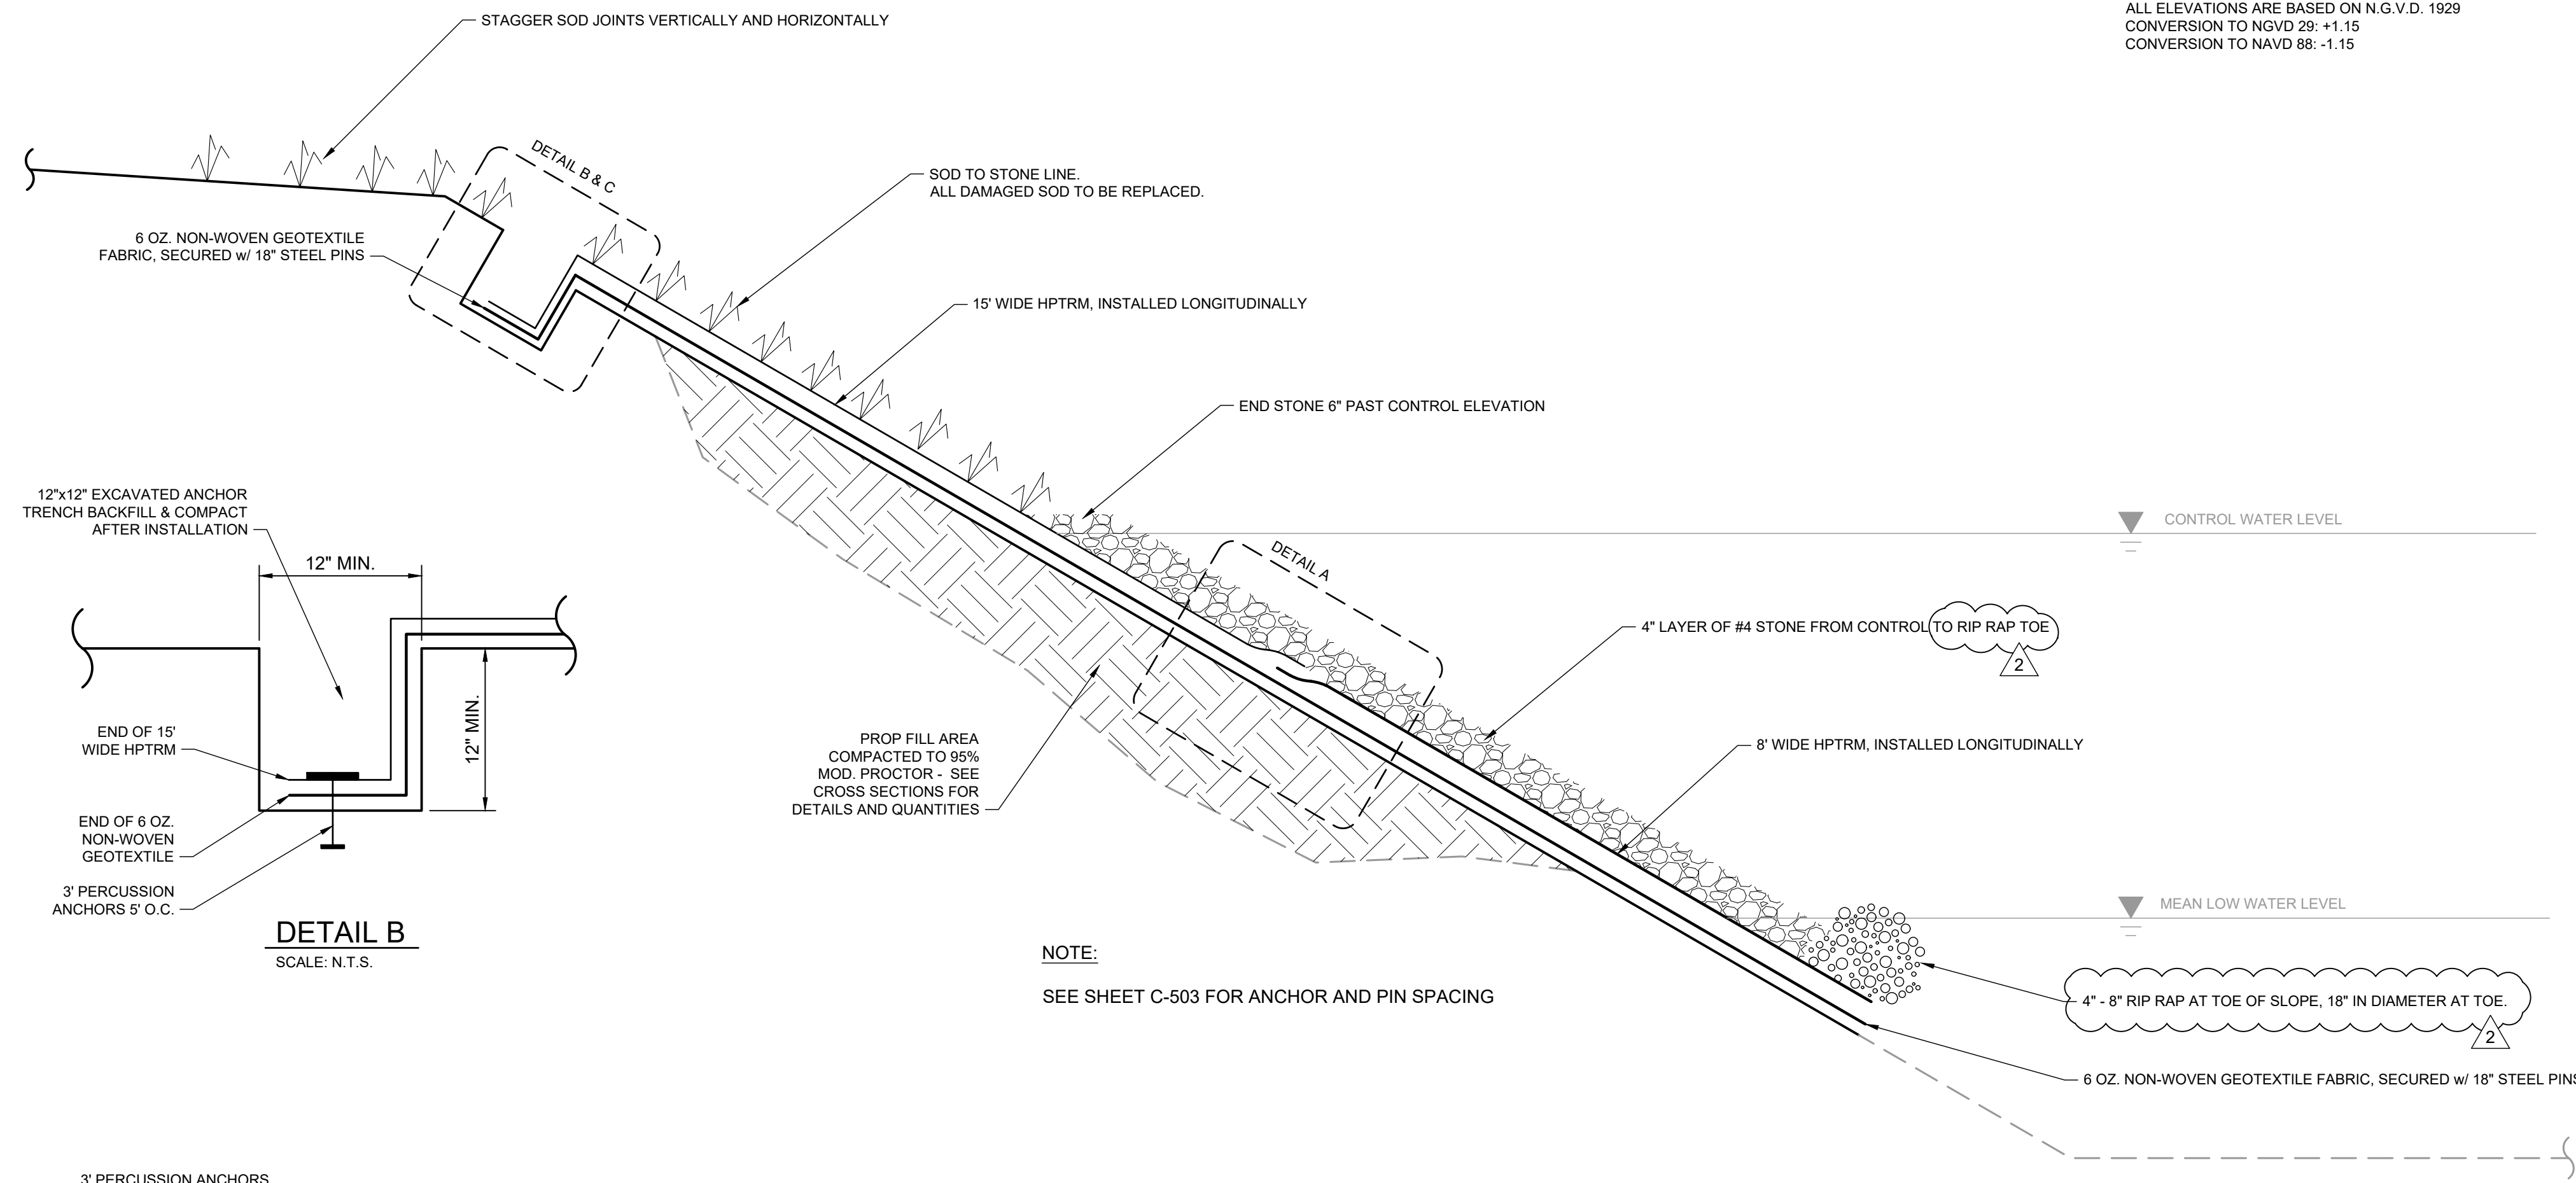 ALL ELEVATIONS ARE BASED ON N.G.V.D. 1929
CONVERSION TO NGVD 29: +1.15
CONVERSION TO NAVD 88: -1.15
STAGGER SOD JOINTS VERTICALLY AND HORIZONTALLY
DETAIL B & C
SOD TO STONE LINE.
ALL DAMAGED SOD TO BE REPLACED.
6 OZ. NON-WOVEN GEOTEXTILE
FABRIC, SECURED w/ 18" STEEL PINS
15' WIDE HPTRM, INSTALLED LONGITUDINALLY
END STONE 6" PAST CONTROL ELEVATION
12"x12" EXCAVATED ANCHOR
TRENCH BACKFILL & COMPACT
AFTER INSTALLATION
CONTROL WATER LEVEL
12" MIN.
DETAIL A
4" LAYER OF #4 STONE FROM CONTROL TO RIP RAP TOE
2
12" MIN.
END OF 15'
WIDE HPTRM
PROP FILL AREA
COMPACTED TO 95%
MOD. PROCTOR - SEE
CROSS SECTIONS FOR
DETAILS AND QUANTITIES
8' WIDE HPTRM, INSTALLED LONGITUDINALLY
END OF 6 OZ.
NON-WOVEN
GEOTEXTILE
3' PERCUSSION
ANCHORS 5' O.C.
MEAN LOW WATER LEVEL
DETAIL B
SCALE: N.T.S.
NOTE:
SEE SHEET C-503 FOR ANCHOR AND PIN SPACING
4" - 8" RIP RAP AT TOE OF SLOPE, 18" IN DIAMETER AT TOE.
2
6 OZ. NON-WOVEN GEOTEXTILE FABRIC, SECURED w/ 18" STEEL PINS
3' PERCUSSION ANCHORS